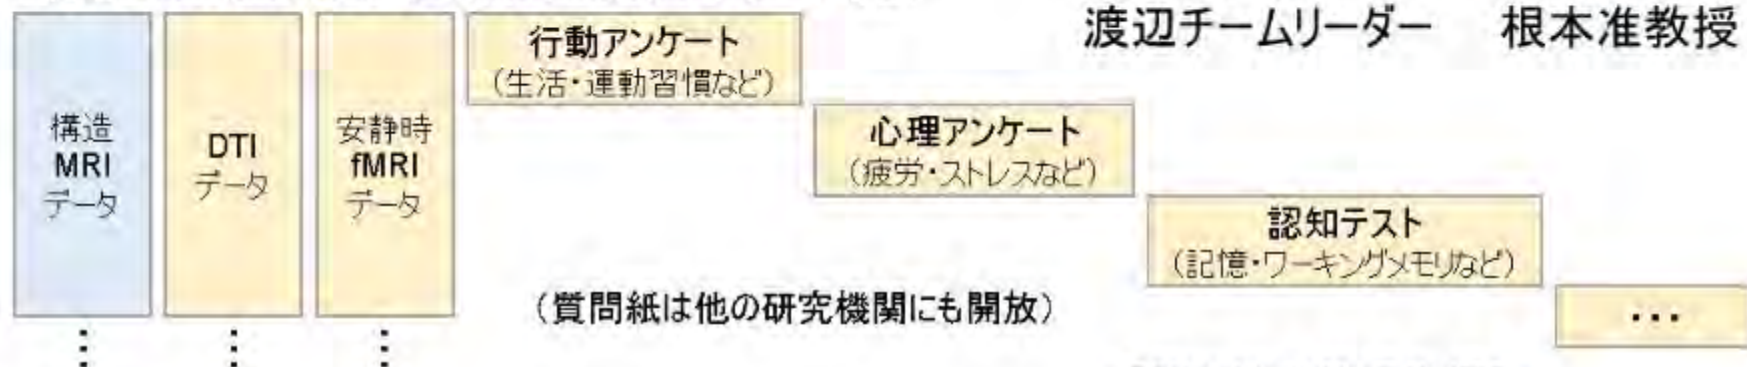 渡辺チームリーダー 根本准教授
構造
MRI
データ
DTI
データ
安静時
fMRI
データ
行動アンケート
(生活・運動習慣など)
心理アンケート
(疲労・ストレスなど)
認知テスト
(記憶・ワーキングメモリなど)
・・・
(質問紙は他の研究機関にも開放)